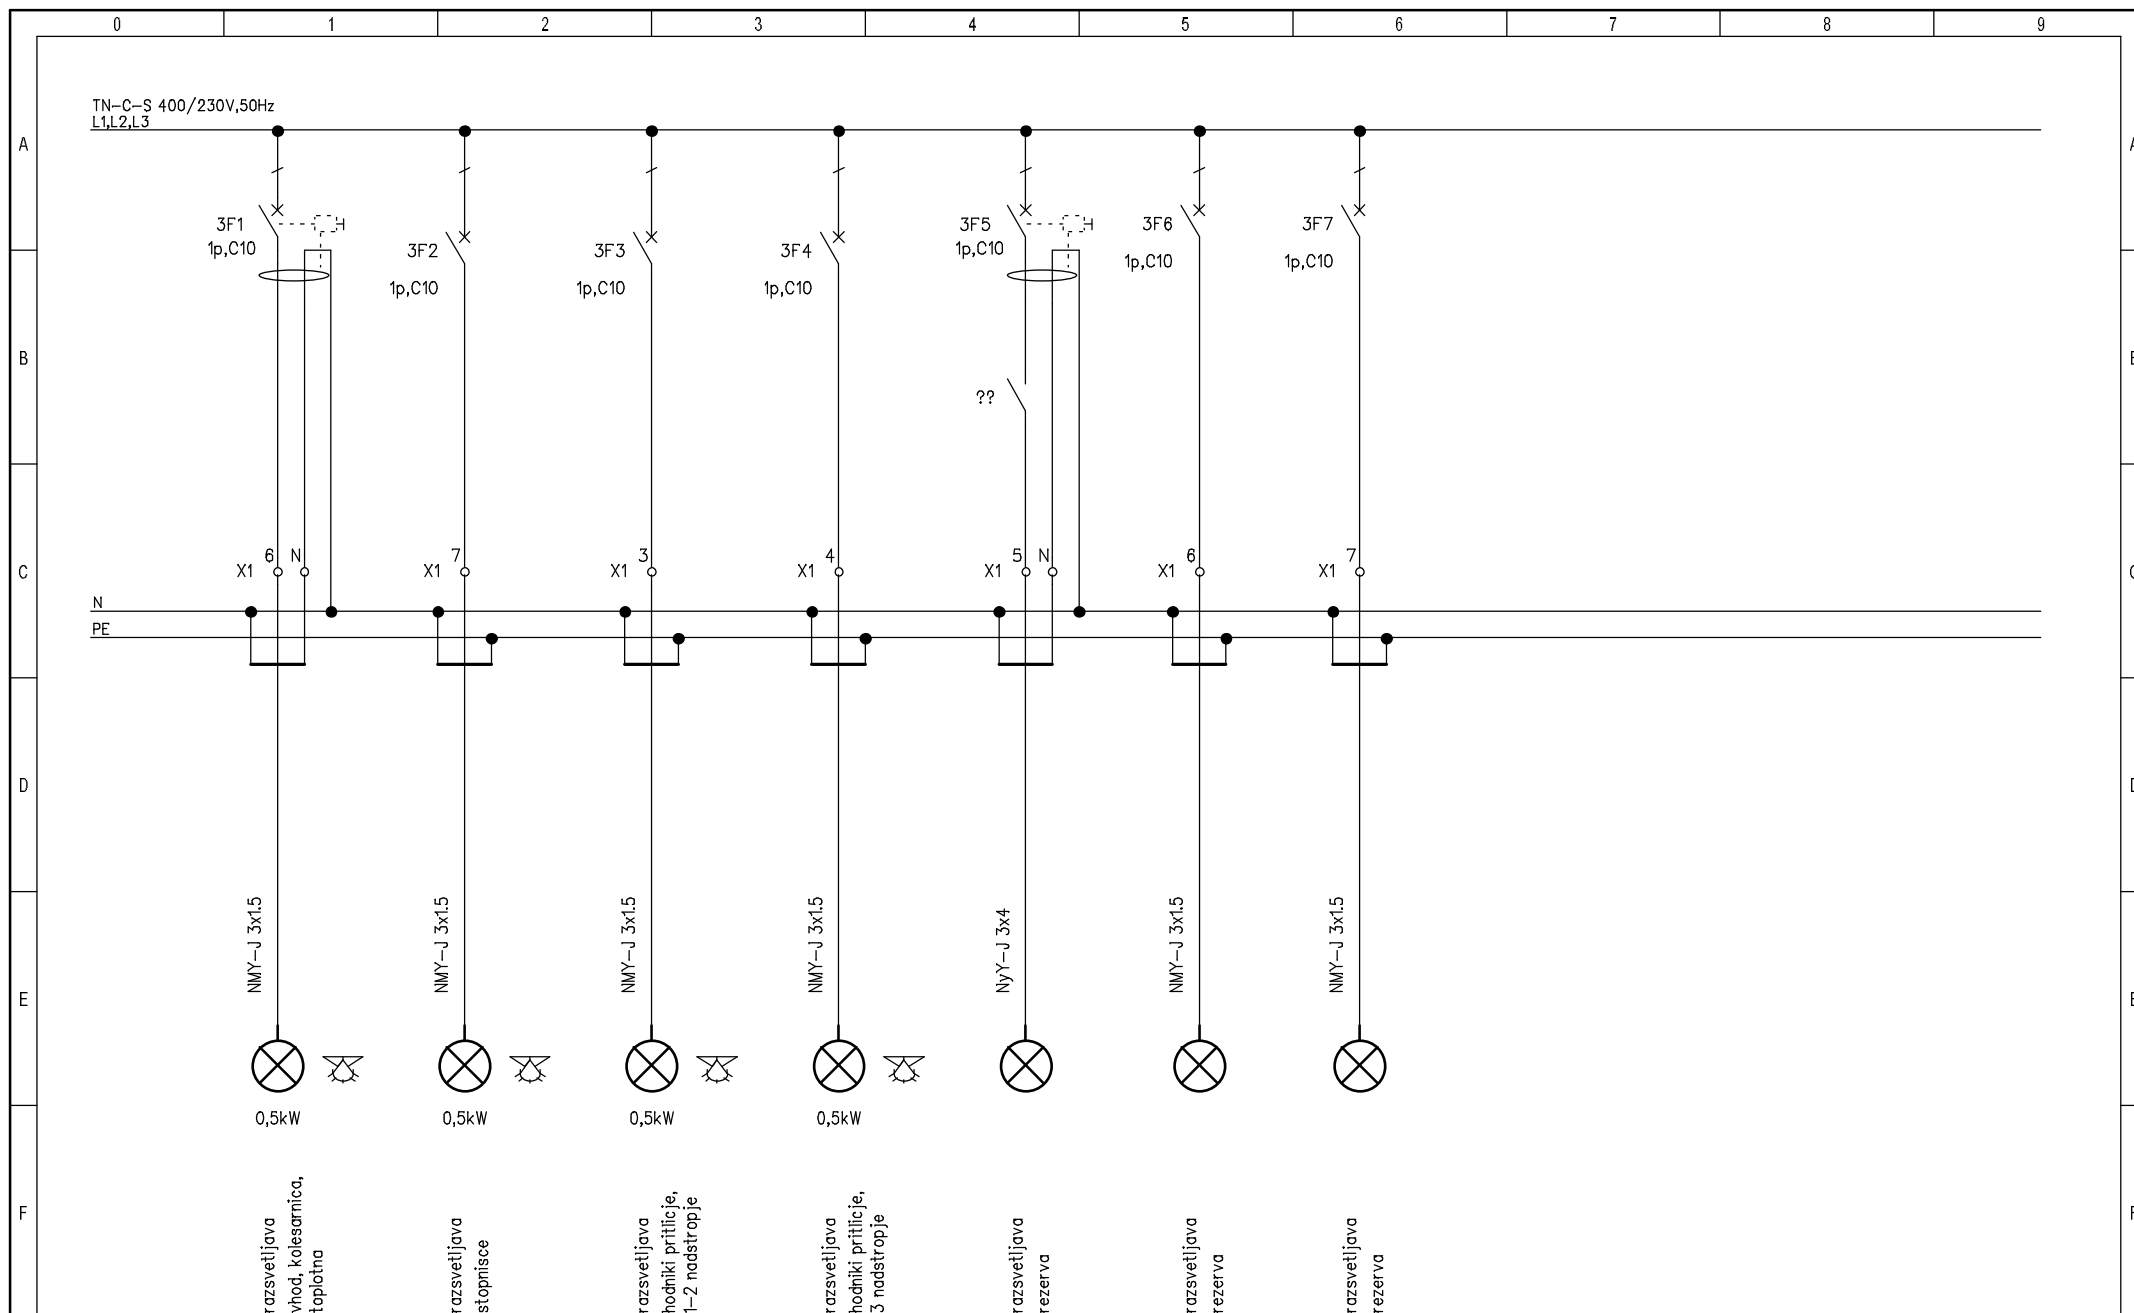 0 1 2 3 4 5 6 7 8 9
TN-C-S 400/230V,50Hz
L1,L2,L3
A
3F1
1p,C10
3F2
1p,C10
3F3
1p,C10
3F4
1p,C10
3F5
1p,C10
3F6
1p,C10
3F7
1p,C10
B
??
C
X1 6 N
X1 7
X1 3
X1 4
X1 5 N
X1 6
X1 7
N
PE
D
E
NMY-J 3x1.5
NMY-J 3x1.5
NMY-J 3x1.5
NMY-J 3x1.5
NyY-J 3x4
NMY-J 3x1.5
NMY-J 3x1.5
0,5kW
0,5kW
0,5kW
0,5kW
F
razsvetljava
vhod, kolesarnica,
toplotna
razsvetljava
stopnisce
razsvetljava
hodniki pritlicje,
1-2 nadstropje
razsvetljava
hodniki pritlicje,
3 nadstropje
razsvetljava
rezerva
razsvetljava
rezerva
razsvetljava
rezerva